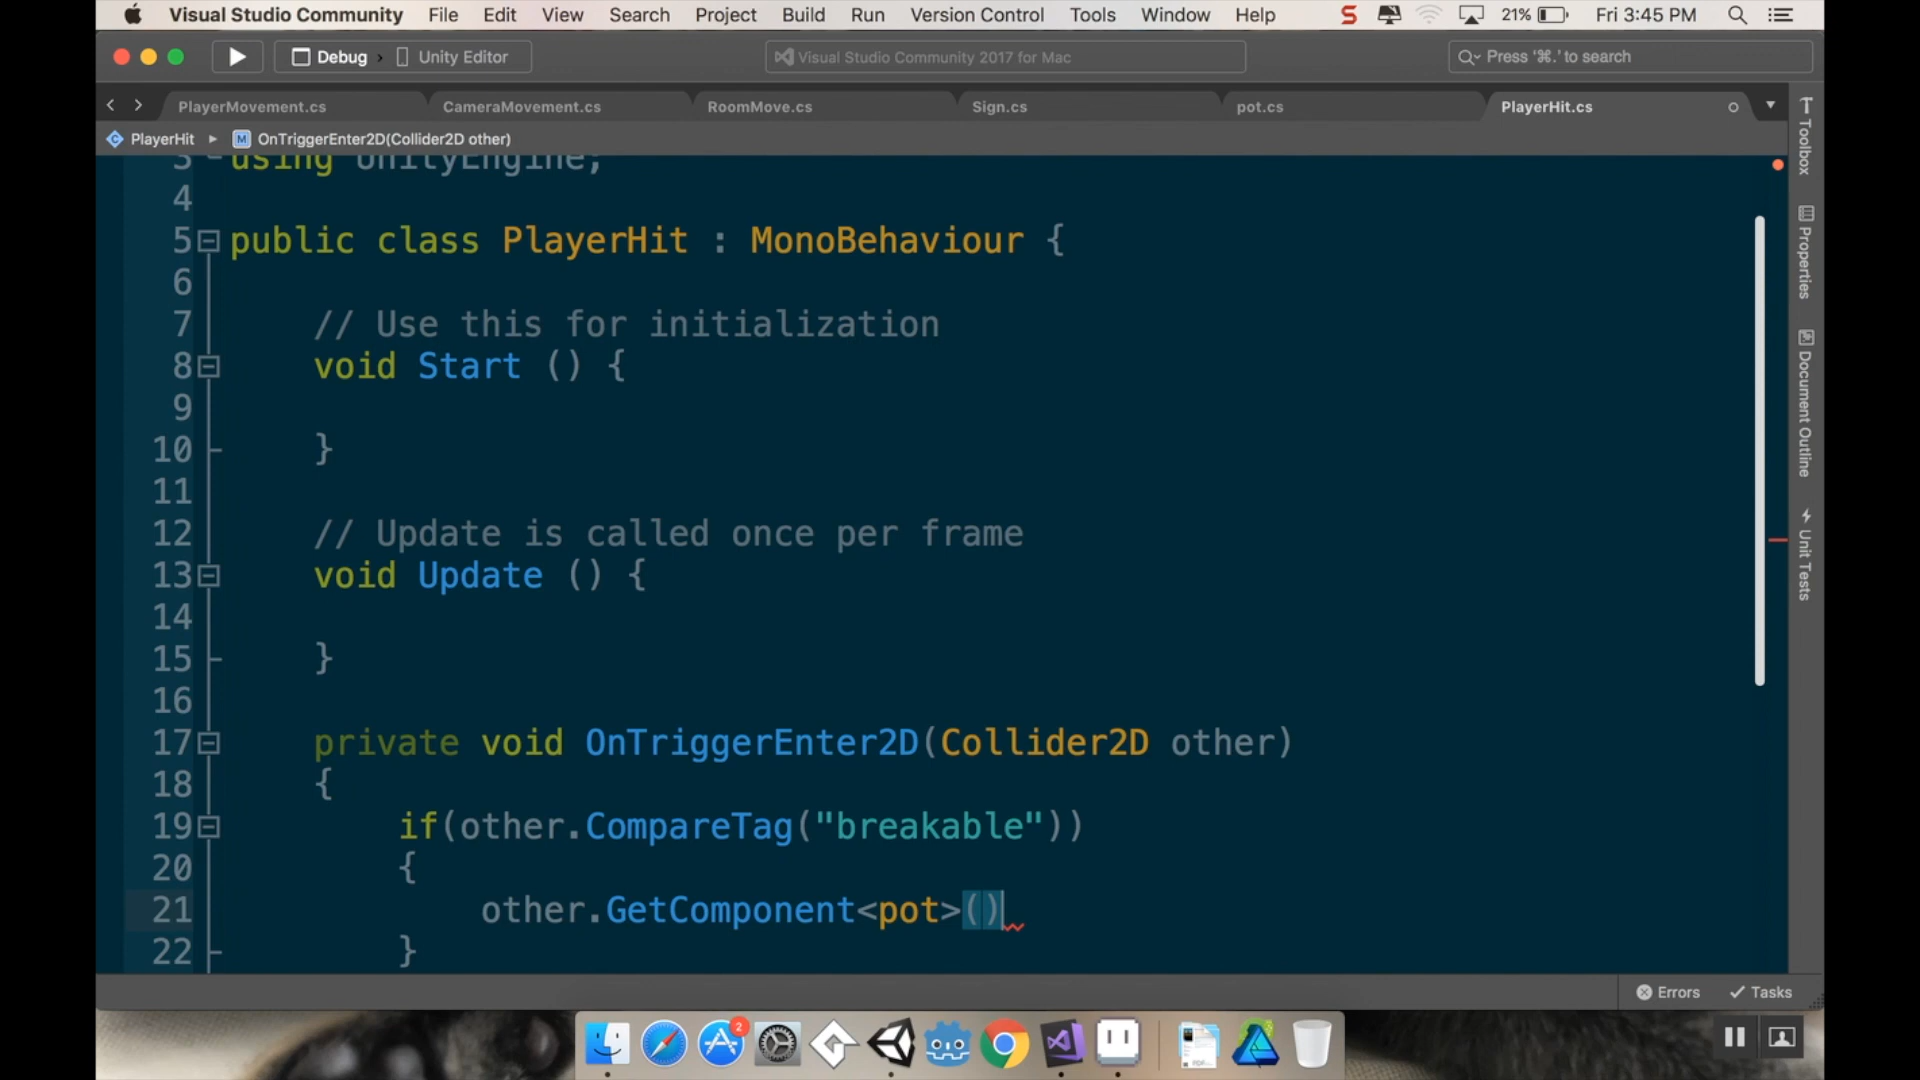 Visual Studio Community File Edit View Search Project Build Run Version Control Tools Window Help S 21% Fri 3:45 PM
Debug › Unity Editor Visual Studio Community 2017 for Mac Press '⌘.' to search
PlayerMovement.cs CameraMovement.cs RoomMove.cs Sign.cs pot.cs PlayerHit.cs
PlayerHit ▸ M OnTriggerEnter2D(Collider2D other)
3 using UnityEngine;
4
5 public class PlayerHit : MonoBehaviour {
6
7 // Use this for initialization
8 void Start () {
9
10 }
11
12 // Update is called once per frame
13 void Update () {
14
15 }
16
17 private void OnTriggerEnter2D(Collider2D other)
18 {
19 if(other.CompareTag("breakable"))
20 {
21 other.GetComponent<pot>()
22 }
Toolbox
Properties
Document Outline
Unit Tests
Errors Tasks
2